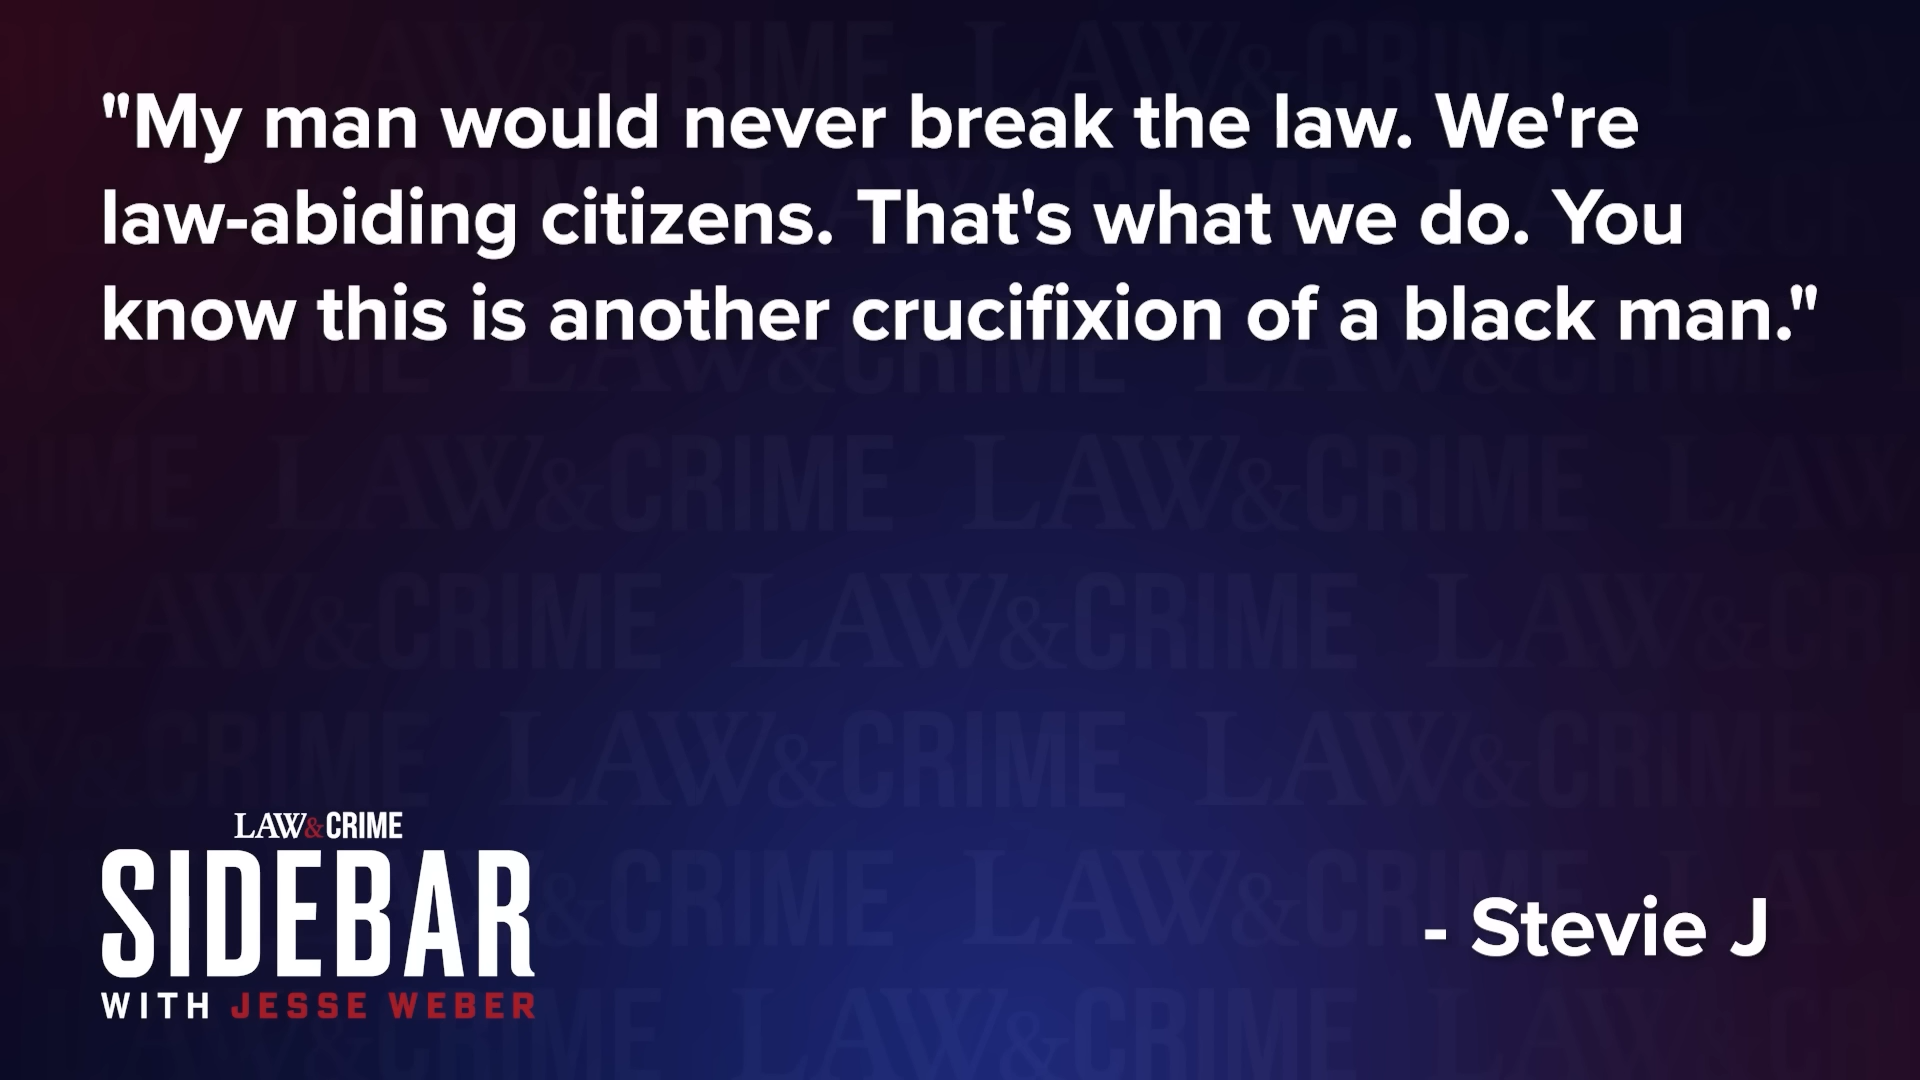 "My man would never break the law. We're
law-abiding citizens. That's what we do. You
know this is another crucifixion of a black man."
LAW&CRIME
SIDEBAR
WITH JESSE WEBER
- Stevie J